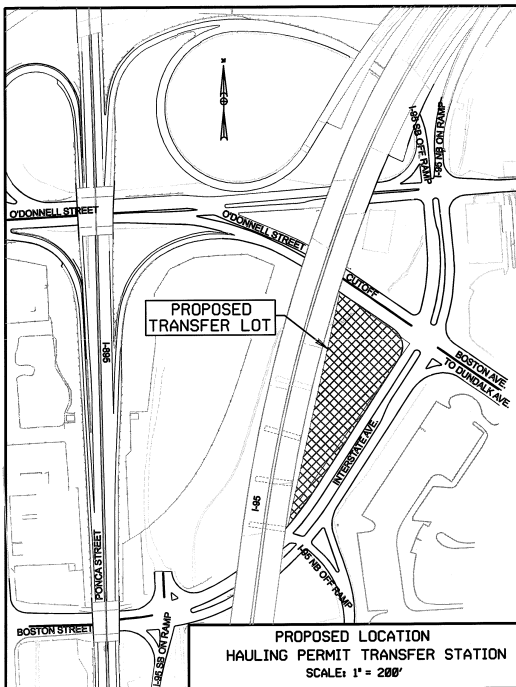 N
I-95 SB OFF RAMP
I-95 NB ON RAMP
O'DONNELL STREET
O'DONNELL STREET
CUTOFF
PROPOSED
TRANSFER LOT
I-895
BOSTON AVE.
TO DUNDALK AVE.
INTERSTATE AVE.
I-95
PONCA STREET
I-95 NB OFF RAMP
BOSTON STREET
I-95 SB ON RAMP
PROPOSED LOCATION
HAULING PERMIT TRANSFER STATION
SCALE: 1" = 200'